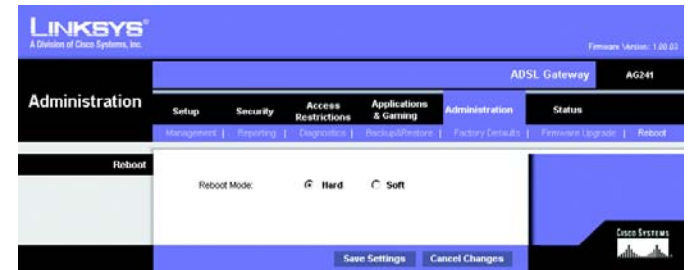 LINKSYS®
A Division of Cisco Systems, Inc.
Firmware Version: 1.00.03
ADSL Gateway AG241
Administration
Setup Security Access Restrictions Applications & Gaming Administration Status
Management | Reporting | Diagnostics | Backup&Restore | Factory Defaults | Firmware Upgrade | Reboot
Reboot
Reboot Mode: Hard Soft
CISCO SYSTEMS
Save Settings Cancel Changes